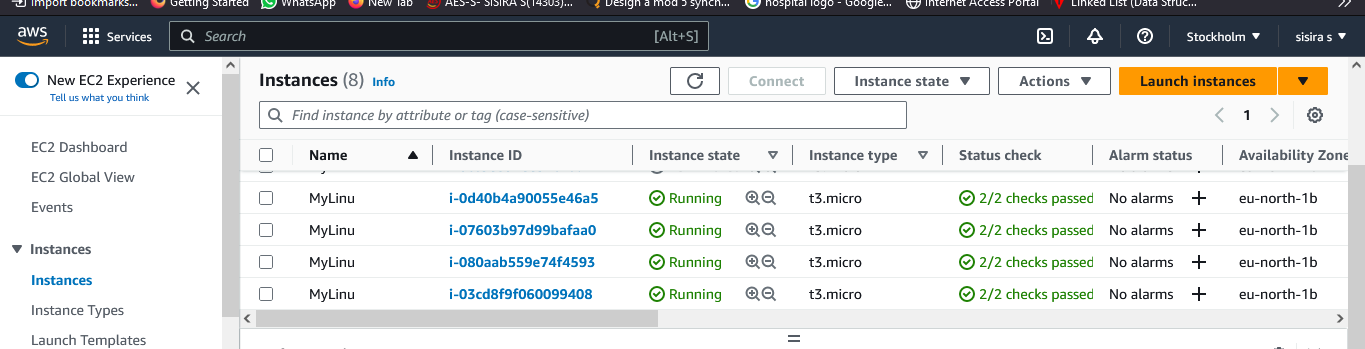 Import bookmarks...
Getting Started
WhatsApp
New Tab
AES-S- SISIRA S(14303)...
Design a mod 5 synch...
hospital logo - Google...
Internet Access Portal
Linked List (Data Struc...
aws
Services
Search
[Alt+S]
Stockholm
sisira s
New EC2 Experience
Tell us what you think
EC2 Dashboard
EC2 Global View
Events
Instances
Instances
Instance Types
Launch Templates
Instances (8) Info
Connect
Instance state
Actions
Launch instances
Find instance by attribute or tag (case-sensitive)
1
Name Instance ID Instance state Instance type Status check Alarm status Availability Zone
MyLinu i-0d40b4a90055e46a5 Running t3.micro 2/2 checks passed No alarms + eu-north-1b
MyLinu i-07603b97d99bafaa0 Running t3.micro 2/2 checks passed No alarms + eu-north-1b
MyLinu i-080aab559e74f4593 Running t3.micro 2/2 checks passed No alarms + eu-north-1b
MyLinu i-03cd8f9f060099408 Running t3.micro 2/2 checks passed No alarms + eu-north-1b